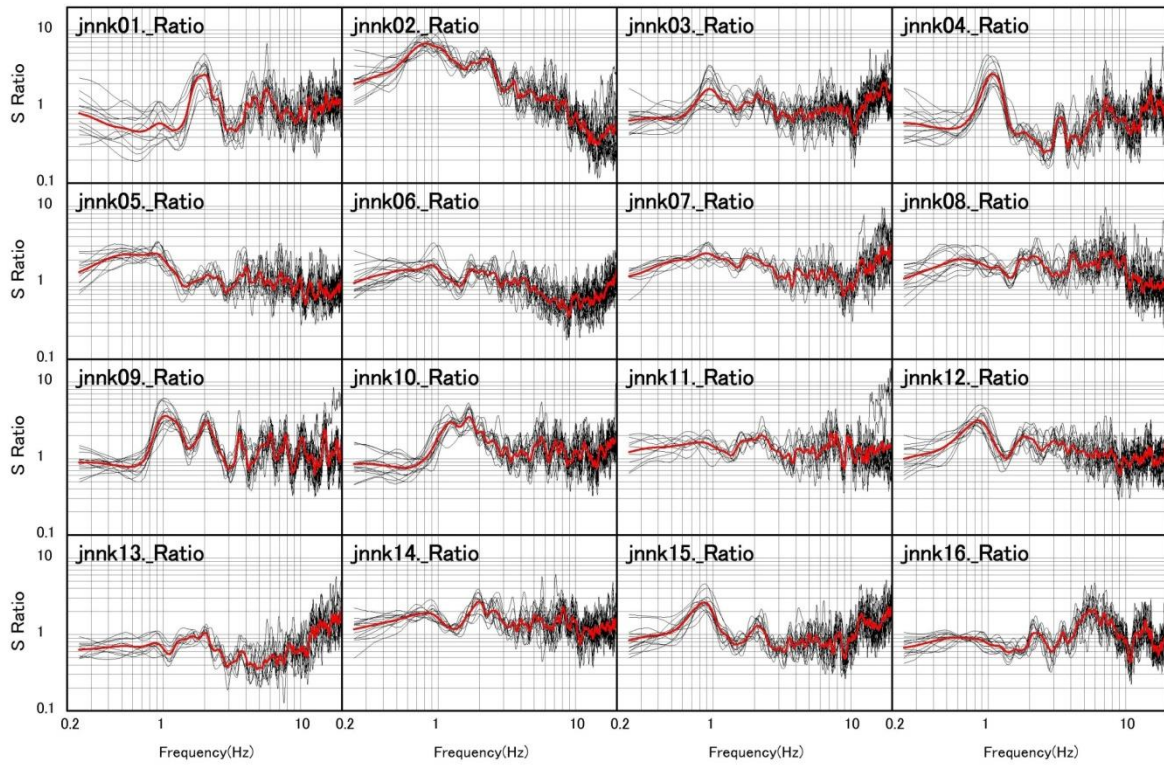 jnnk01._Ratio jnnk02._Ratio jnnk03._Ratio jnnk04._Ratio
10
S Ratio
1
0.1
jnnk05._Ratio jnnk06._Ratio jnnk07._Ratio jnnk08._Ratio
10
1
0.1
jnnk09._Ratio jnnk10._Ratio jnnk11._Ratio jnnk12._Ratio
10
1
0.1
jnnk13._Ratio jnnk14._Ratio jnnk15._Ratio jnnk16._Ratio
10
S Ratio
1
0.1
0.2 1 10 0.2 1 10 0.2 1 10 0.2 1 10
Frequency(Hz) Frequency(Hz) Frequency(Hz) Frequency(Hz)